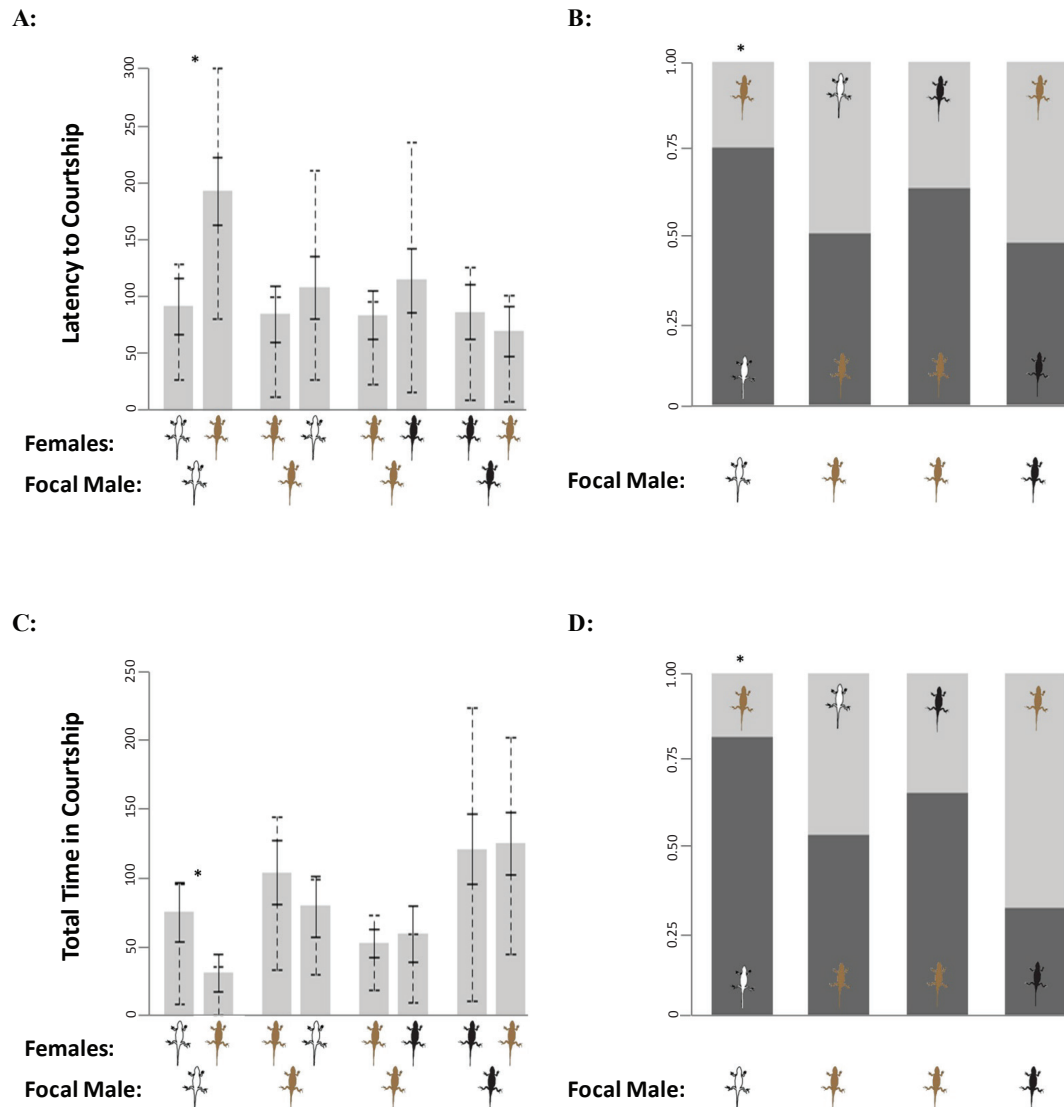 A:
*
300
250
200
150
100
50
0
Latency to Courtship
Females:
Focal Male:
B:
*
1.00
0.75
0.50
0.25
0
Focal Male:
C:
250
200
150
100
50
0
*
Total Time in Courtship
Females:
Focal Male:
D:
*
1.00
0.75
0.50
0.25
0
Focal Male: